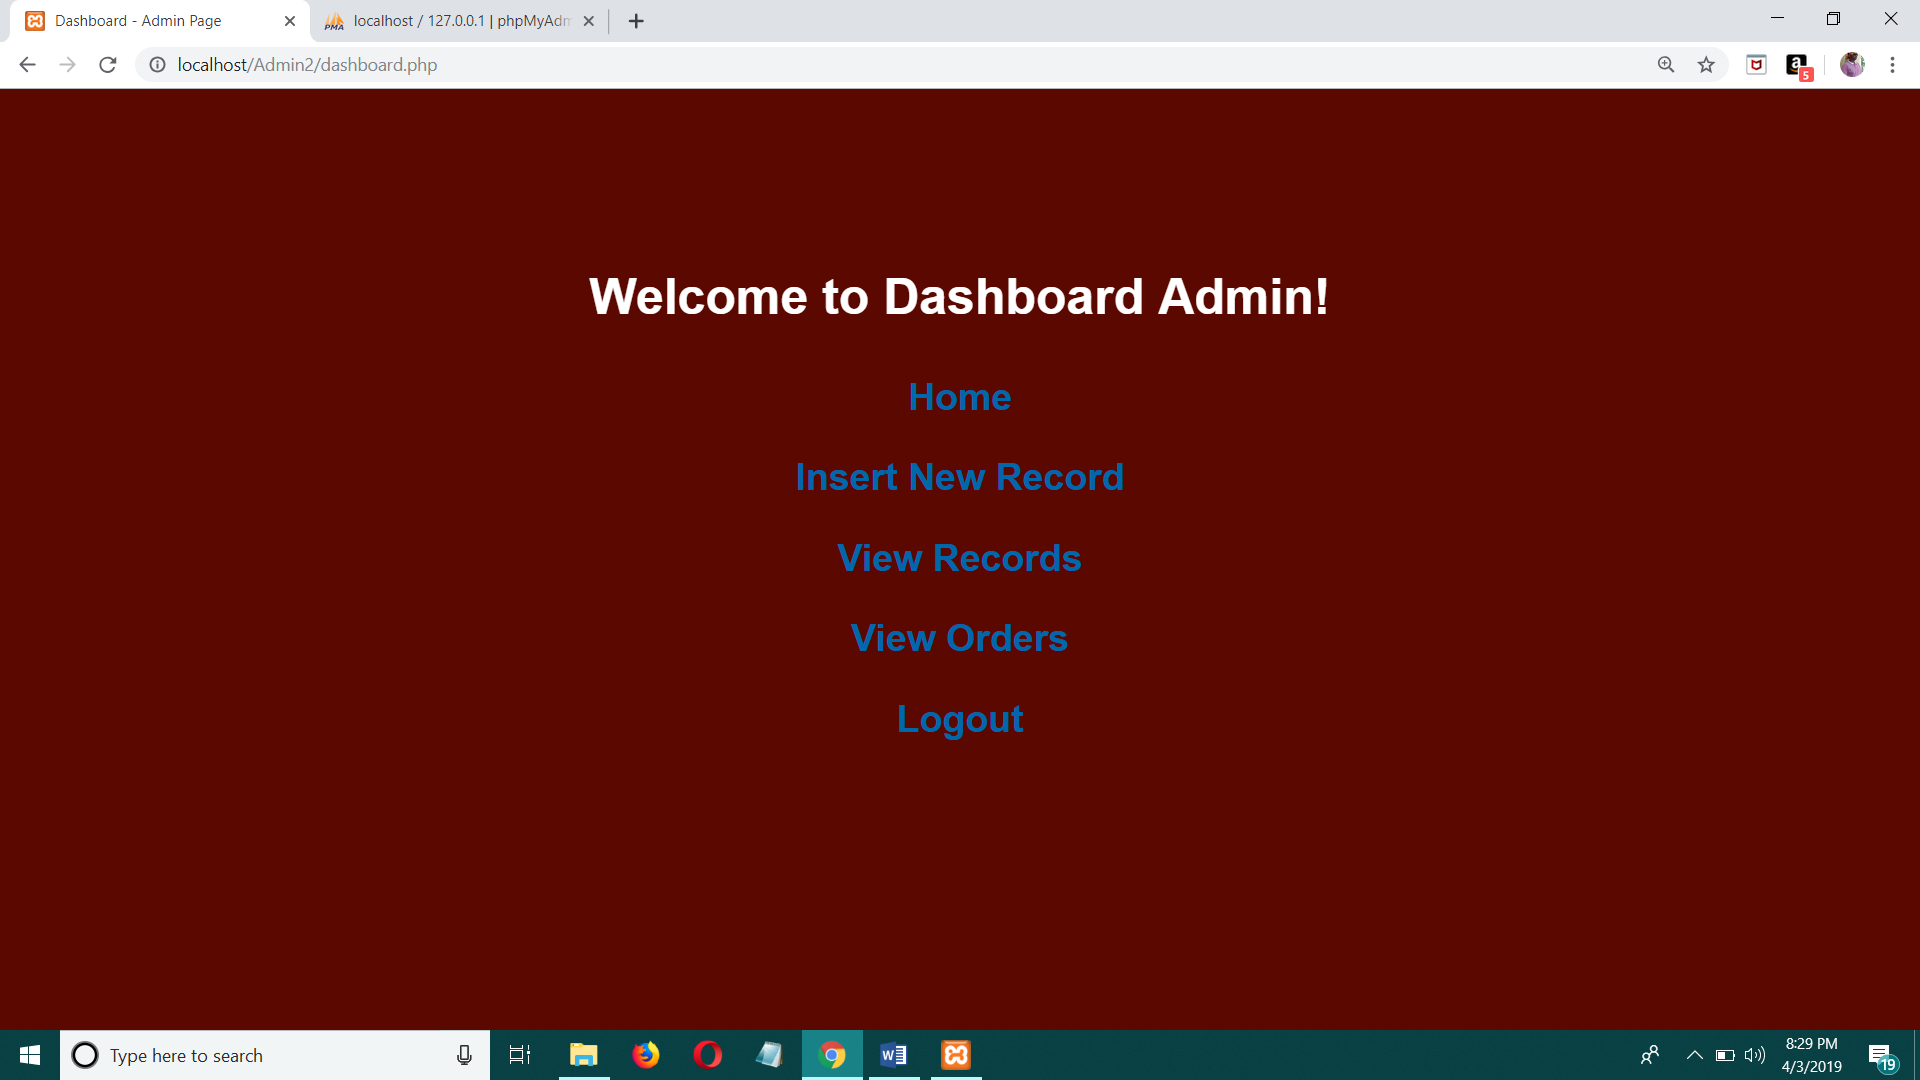 Dashboard - Admin Page
localhost / 127.0.0.1 | phpMyAdm
localhost/Admin2/dashboard.php
5
Welcome to Dashboard Admin!
Home
Insert New Record
View Records
View Orders
Logout
Type here to search
8:29 PM
4/3/2019
19